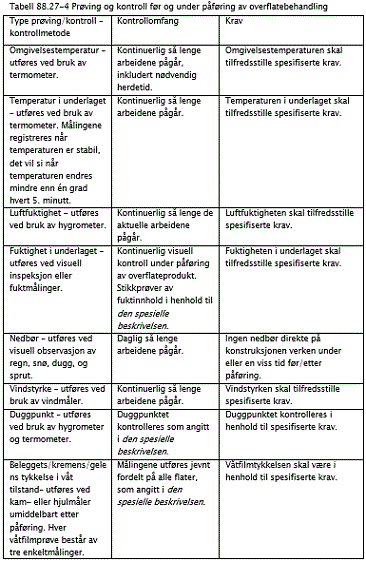 Tabell 88.27-4 Prøving og kontroll før og under påføring av overflatebehandling
Type prøving/kontroll –
kontrollmetode
Kontrollomfang
Krav
Omgivelsestemperatur –
utføres ved bruk av
termometer.
Kontinuerlig så lenge
arbeidene pågår,
inkludert nødvendig
herdetid.
Omgivelsestemperaturen skal
tilfredsstille spesifiserte krav.
Temperatur i underlaget
– utføres ved bruk av
termometer. Målingene
registreres når
temperaturen er stabil,
det vil si når
temperaturen endres
mindre enn én grad
hvert 5. minutt.
Kontinuerlig så lenge
arbeidene pågår.
Temperaturen i underlaget skal
tilfredsstille spesifiserte krav.
Luftfuktighet – utføres
ved bruk av hygrometer.
Kontinuerlig så lenge de
aktuelle arbeidene
pågår.
Luftfuktigheten skal tilfredsstille
spesifiserte krav.
Fuktighet i underlaget –
utføres ved visuell
inspeksjon eller
fuktmålinger.
Kontinuerlig visuell
kontroll under påføring
av overflateprodukt.
Stikkprøver av
fuktinnhold i henhold til
den spesielle
beskrivelsen.
Fuktigheten i underlaget skal
tilfredsstille spesifiserte krav.
Nedbør – utføres ved
visuell observasjon av
regn, snø, dugg, og
sprut.
Daglig så lenge
arbeidene pågår.
Ingen nedbør direkte på
konstruksjonen verken under
eller en viss tid før/etter
påføring.
Vindstyrke – utføres ved
bruk av vindmåler.
Kontinuerlig så lenge
arbeidene pågår.
Vindstyrken skal tilfredsstille
spesifiserte krav.
Duggpunkt – utføres
ved bruk av hygrometer
og termometer.
Duggpunktet
kontrolleres som angitt
i den spesielle
beskrivelsen.
Duggpunktet kontrolleres i
henhold til spesifiserte krav.
Beleggets/kremens/gele
ns tykkelse i våt
tilstand– utføres ved
kam– eller hjulmåler
umiddelbart etter
påføring. Hver
våtfilmprøve består av
tre enkeltmålinger.
Målingene utføres jevnt
fordelt på alle flater,
som angitt i den
spesielle beskrivelsen.
Våtfilmtykkelsen skal være i
henhold til spesifiserte krav.